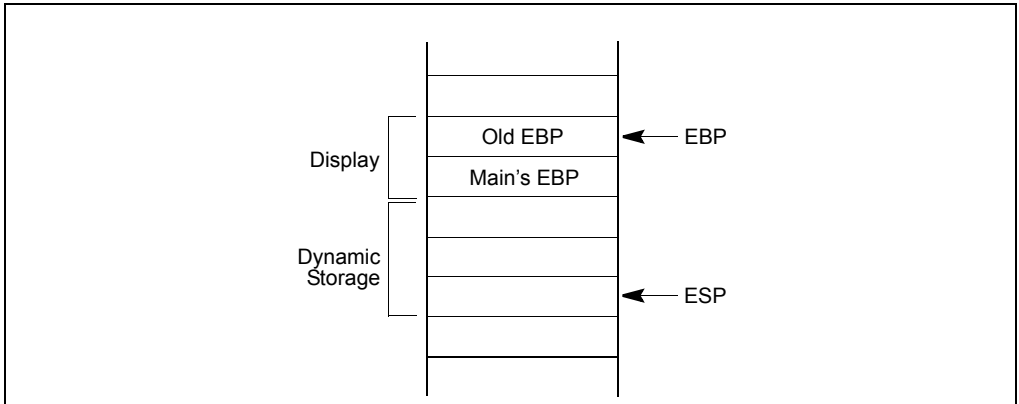 Old EBP
EBP
Display
Main's EBP
Dynamic
Storage
ESP